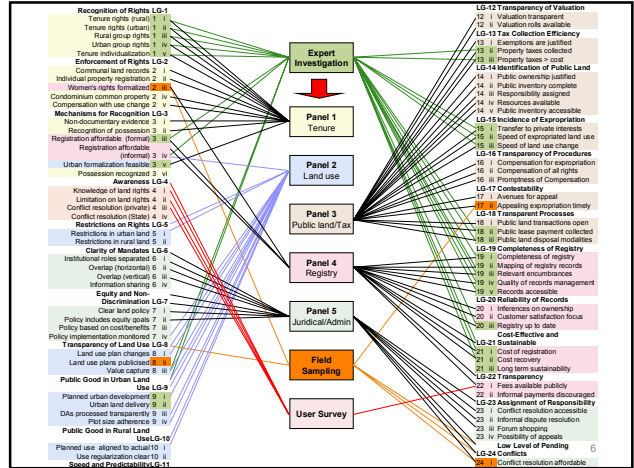 Recognition of Rights LG-1
Tenure rights (rural) 1 i
Tenure rights (urban) 1 ii
Rural group rights 1 iii
Urban group rights 1 iv
Tenure individualization 1 v
Enforcement of Rights LG-2
Communal land records 2 i
Individual property registration 2 ii
Women's rights formalized 2 iii
Condominium common property 2 iv
Compensation with use change 2 v
Mechanisms for Recognition LG-3
Non-documentary evidence 3 i
Recognition of possession 3 ii
Registration affordable (formal) 3 iii
Registration affordable
(informal) 3 iv
Urban formalization feasible 3 v
Possession recognized 3 vi
Awareness LG-4
Knowledge of land rights 4 i
Limitation on land rights 4 ii
Conflict resolution (private) 4 iii
Conflict resolution (State) 4 iv
Restrictions on Rights LG-5
Restrictions in urban land 5 i
Restrictions in rural land 5 ii
Clarity of Mandates LG-6
Institutional roles separated 6 i
Overlap (horizontal) 6 ii
Overlap (vertical) 6 iii
Information sharing 6 iv
Equity and Non-
Discrimination LG-7
Clear land policy 7 i
Policy includes equity goals 7 ii
Policy based on cost/benefits 7 iii
Policy implementation monitored 7 iv
Transparency of Land Use LG-8
Land use plan changes 8 i
Land use plans publicised 8 ii
Value capture 8 iii
Public Good in Urban Land
Use LG-9
Planned urban development 9 i
Urban land delivery 9 ii
DAs processed transparently 9 iii
Plot size adherence 9 iv
Public Good in Rural Land
Use LG-10
Planned use aligned to actual 10 i
Use regularization clear 10 ii
Speed and Predictability LG-11
Expert
Investigation
Panel 1
Tenure
Panel 2
Land use
Panel 3
Public land/Tax
Panel 4
Registry
Panel 5
Juridical/Admin
Field
Sampling
User Survey
LG-12 Transparency of Valuation
12 i Valuation transparent
12 ii Valuation rolls available
LG-13 Tax Collection Efficiency
13 i Exemptions are justified
13 ii Property taxes collected
13 iii Property taxes > cost
LG-14 Identification of Public Land
14 i Public ownership justified
14 ii Public inventory complete
14 iii Responsibility assigned
14 iv Resources available
14 v Public inventory accessible
LG-15 Incidence of Expropriation
15 i Transfer to private interests
15 ii Speed of expropriated land use
15 iii Speed of land use change
LG-16 Transparency of Procedures
16 i Compensation for expropriation
16 ii Compensation of all rights
16 iii Promptness of Compensation
LG-17 Contestability
17 i Avenues for appeal
17 ii Appealing expropriation timely
LG-18 Transparent Processes
18 i Public land transactions open
18 ii Public lease payment collected
18 iii Public land disposal modalities
LG-19 Completeness of Registry
19 i Completeness of registry
19 ii Mapping of registry records
19 iii Relevant encumbrances
19 iv Quality of records management
19 v Records accessible
LG-20 Reliability of Records
20 i Inferences on ownership
20 ii Customer satisfaction focus
20 iii Registry up to date
Cost-Effective and
LG-21 Sustainable
21 i Cost of registration
21 ii Cost recovery
21 iii Long term sustainability
LG-22 Transparency
22 i Fees available publicly
22 ii Informal payments discouraged
LG-23 Assignment of Responsibility
23 i Conflict resolution accessible
23 ii Informal dispute resolution
23 iii Forum shopping
23 iv Possibility of appeals
Low Level of Pending
LG-24 Conflicts
24 i Conflict resolution affordable
6